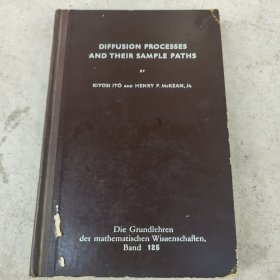 DIFFUSION PROCESSES
AND THEIR SAMPLE PATHS
BY
KIYOSI ITÔ AND HENRY P. McKEAN, JR.
Die Grundlehren
der mathematischen Wissenschaften,
Band 125